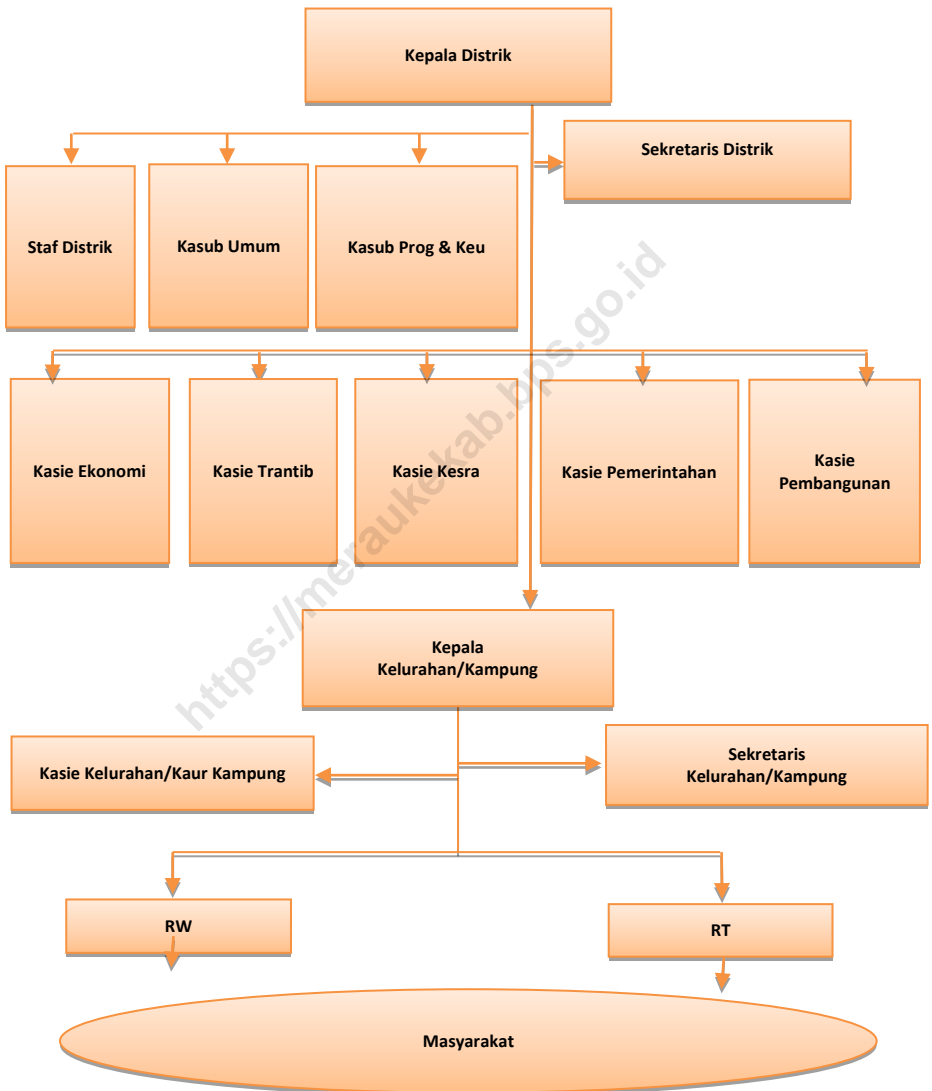 Kepala Distrik
Sekretaris Distrik
Staf Distrik
Kasub Umum
Kasub Prog & Keu
Kasie Ekonomi
Kasie Trantib
Kasie Kesra
Kasie Pemerintahan
Kasie
Pembangunan
Kepala
Kelurahan/Kampung
Kasie Kelurahan/Kaur Kampung
Sekretaris
Kelurahan/Kampung
RW
RT
Masyarakat
https://meraukekab.bps.go.id